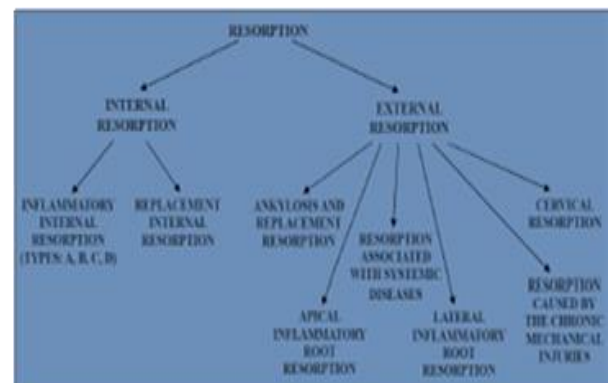 RESORPTION
INTERNAL
RESORPTION
EXTERNAL
RESORPTION
INFLAMMATORY
INTERNAL
RESORPTION
(TYPES: A, B, C, D)
REPLACEMENT
INTERNAL
RESORPTION
ANKYLOSIS AND
REPLACEMENT
RESORPTION
RESORPTION
ASSOCIATED
WITH SYSTEMIC
DISEASES
CERVICAL
RESORPTION
APICAL
INFLAMMATORY
ROOT
RESORPTION
LATERAL
INFLAMMATORY
ROOT
RESORPTION
RESORPTION
CAUSED BY
THE CHRONIC
MECHANICAL
INJURIES